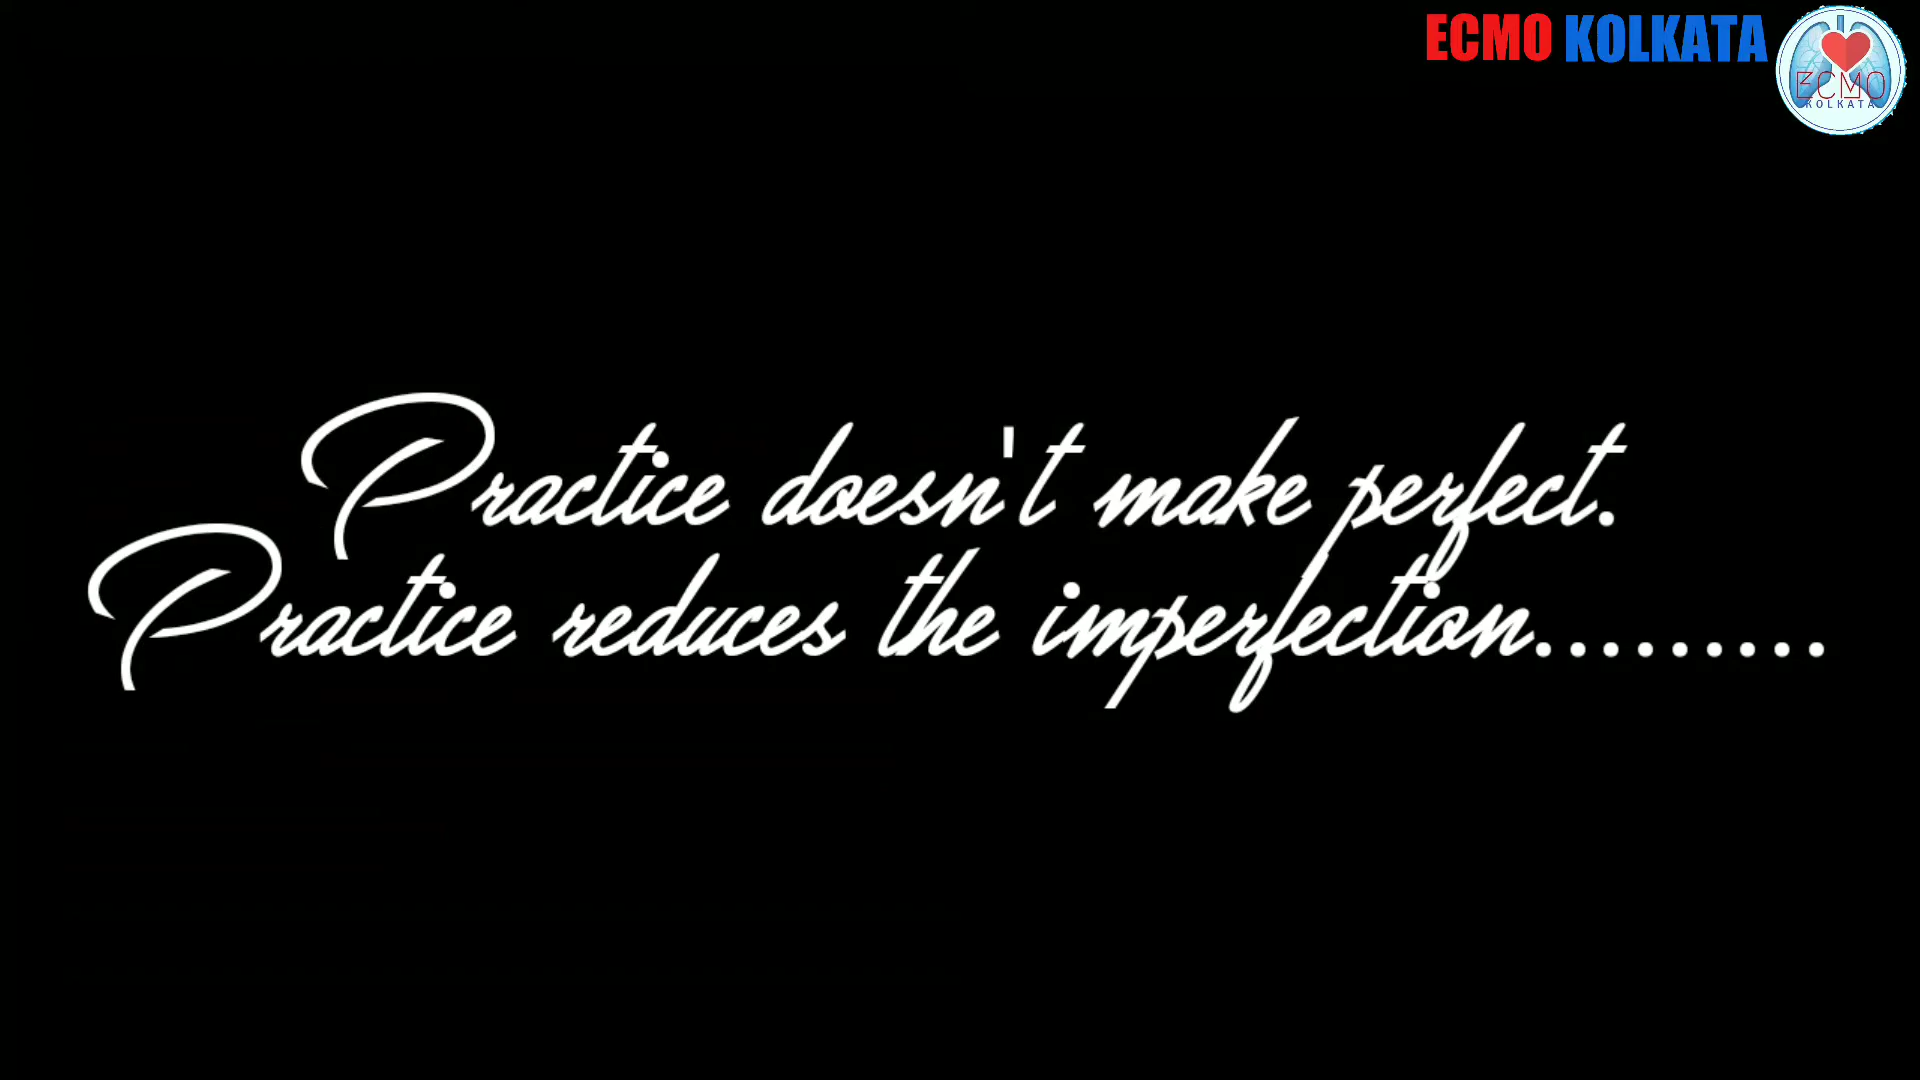 ECMO KOLKATA
ECMO
KOLKATA
Practice doesn't make perfect.
Practice reduces the imperfection.........